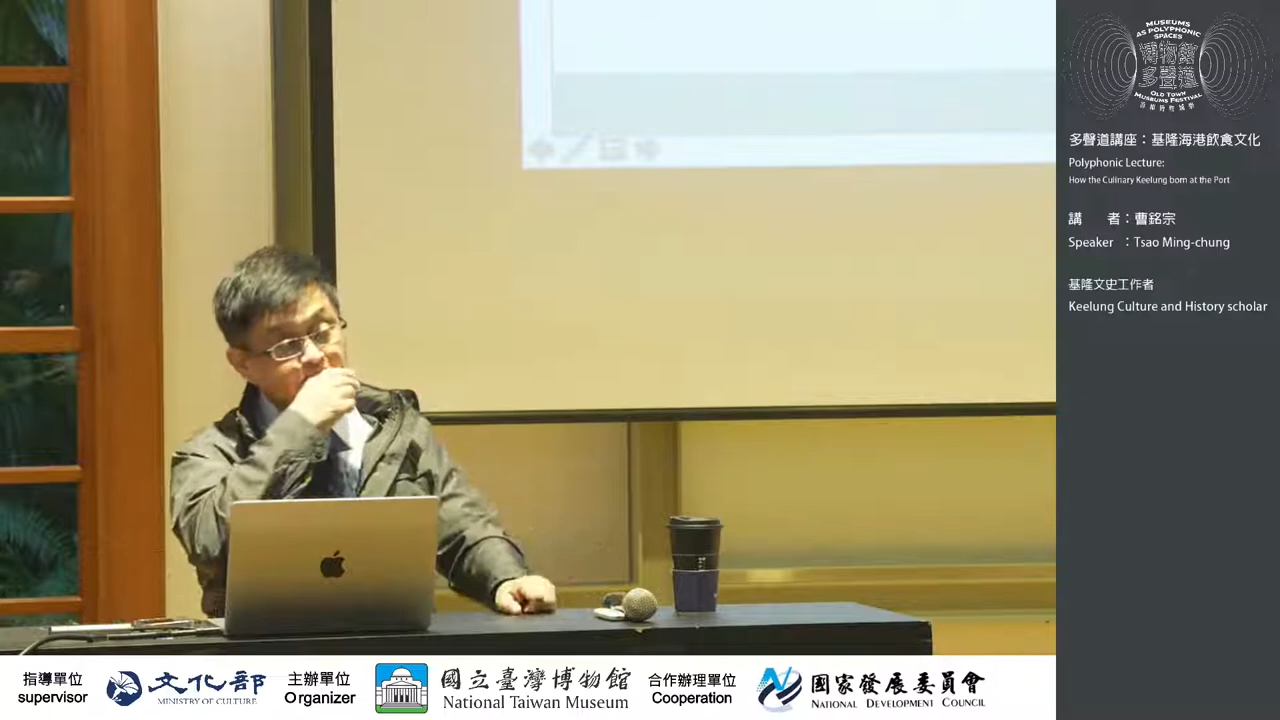 MUSEUMS
AS POLYPHONIC
SPACES
博物館
多聲道
OLD TOWN
MUSEUMS FESTIVAL
多聲道講座：基隆海港飲食文化
Polyphonic Lecture:
How the Culinary Keelung born at the Port
講 者：曹銘宗
Speaker ：Tsao Ming-chung
基隆文史工作者
Keelung Culture and History scholar
指導單位
supervisor
文化部
MINISTRY OF CULTURE
主辦單位
Organizer
國立臺灣博物館
National Taiwan Museum
合作辦理單位
Cooperation
國家發展委員會
NATIONAL DEVELOPMENT COUNCIL